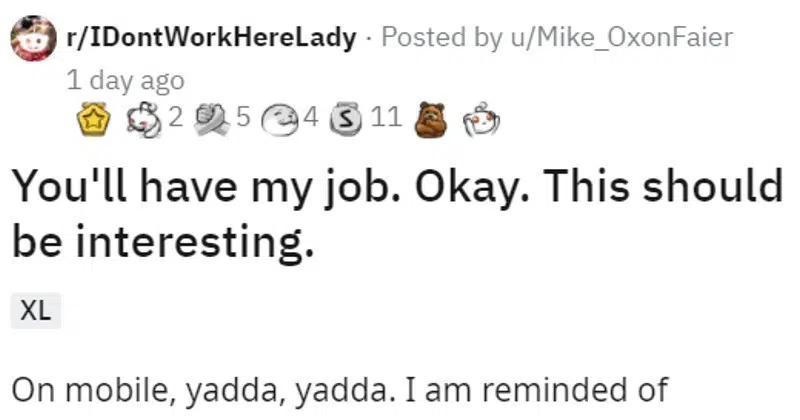 r/IDontWorkHereLady · Posted by u/Mike_OxonFaier
1 day ago
2 5 4 S 11
You'll have my job. Okay. This should
be interesting.
XL
On mobile, yadda, yadda. I am reminded of